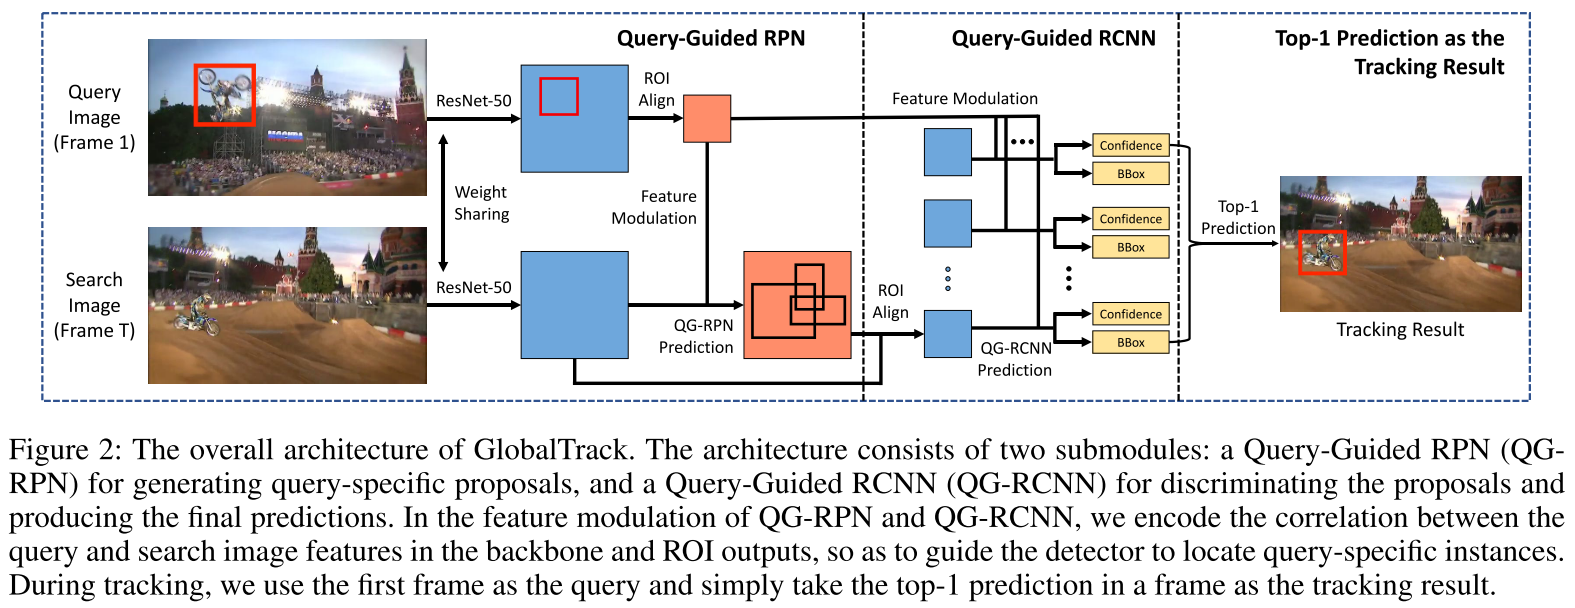 Query-Guided RPN
Query-Guided RCNN
Top-1 Prediction as the
Tracking Result
Query
Image
(Frame 1)
ResNet-50
ROI
Align
Feature Modulation
Weight
Sharing
Feature
Modulation
Search
Image
(Frame T)
ResNet-50
QG-RPN
Prediction
ROI
Align
QG-RCNN
Prediction
Confidence
BBox
Confidence
BBox
Confidence
BBox
Top-1
Prediction
Tracking Result
Figure 2: The overall architecture of GlobalTrack. The architecture consists of two submodules: a Query-Guided RPN (QG-
RPN) for generating query-specific proposals, and a Query-Guided RCNN (QG-RCNN) for discriminating the proposals and
producing the final predictions. In the feature modulation of QG-RPN and QG-RCNN, we encode the correlation between the
query and search image features in the backbone and ROI outputs, so as to guide the detector to locate query-specific instances.
During tracking, we use the first frame as the query and simply take the top-1 prediction in a frame as the tracking result.